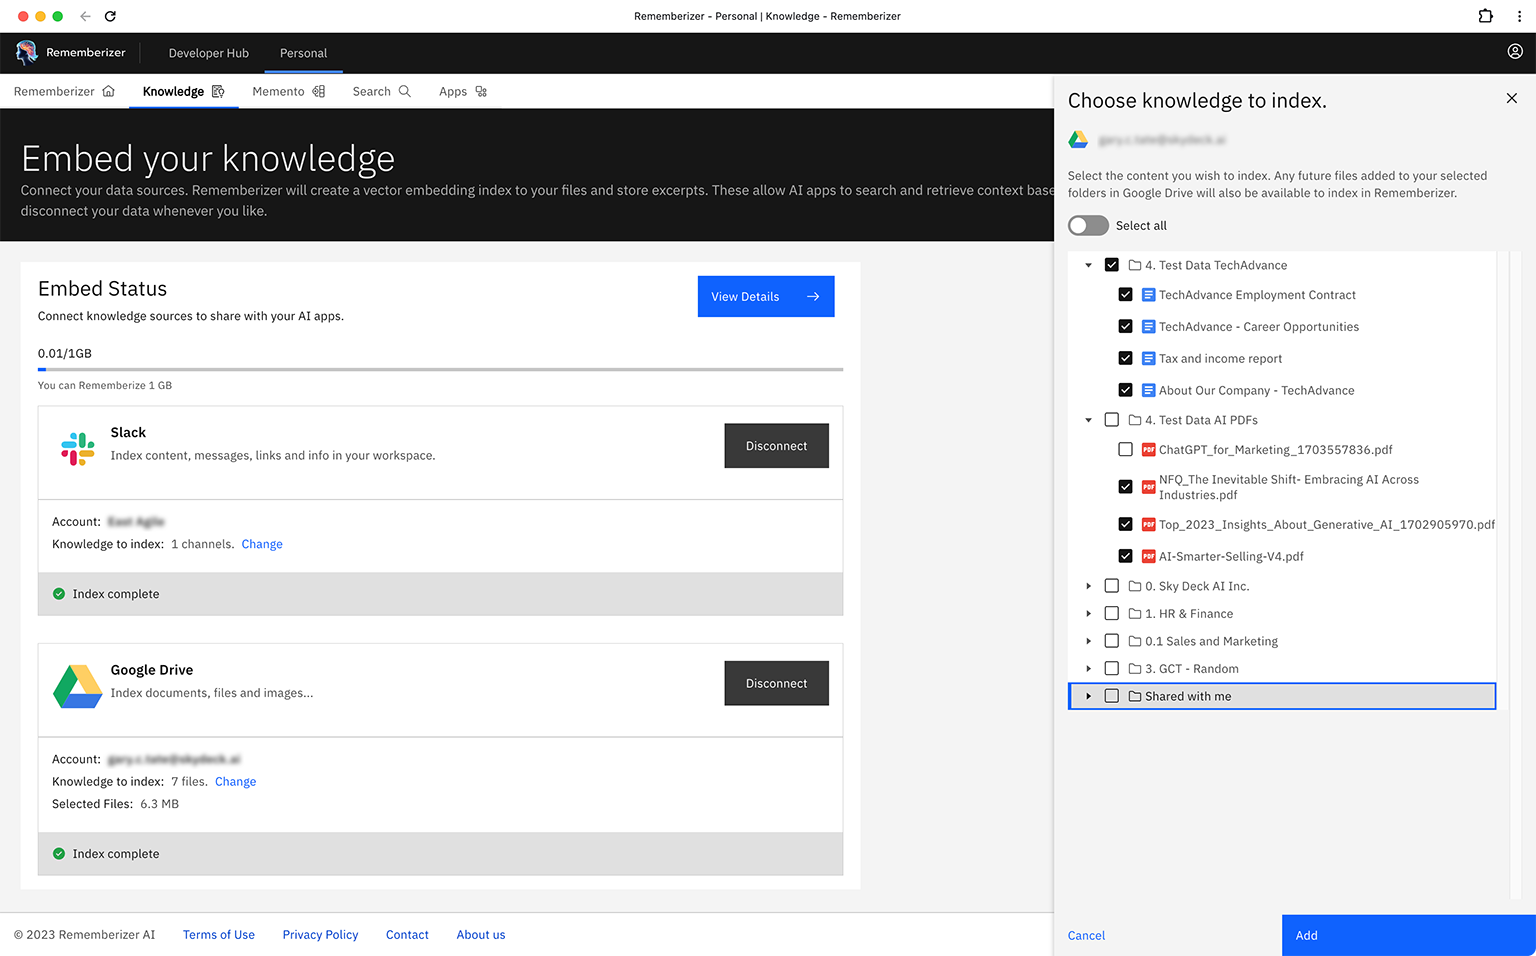 Rememberizer - Personal | Knowledge - Rememberizer
Rememberizer
Developer Hub
Personal
Rememberizer
Knowledge
Memento
Search
Apps
Embed your knowledge
Connect your data sources. Rememberizer will create a vector embedding index to your files and store excerpts. These allow AI apps to search and retrieve context
disconnect your data whenever you like.
Embed Status
Connect knowledge sources to share with your AI apps.
View Details
0.01/1GB
You can Rememberize 1 GB
Slack
Index content, messages, links and info in your workspace.
Disconnect
Account:
Knowledge to index: 1 channels. Change
Index complete
Google Drive
Index documents, files and images...
Disconnect
Account:
Knowledge to index: 7 files. Change
Selected Files: 6.3 MB
Index complete
© 2023 Rememberizer AI
Terms of Use
Privacy Policy
Contact
About us
Choose knowledge to index.
Select the content you wish to index. Any future files added to your selected
folders in Google Drive will also be available to index in Rememberizer.
Select all
4. Test Data TechAdvance
TechAdvance Employment Contract
TechAdvance - Career Opportunities
Tax and income report
About Our Company - TechAdvance
4. Test Data AI PDFs
PDF ChatGPT_for_Marketing_1703557836.pdf
PDF NFQ_The Inevitable Shift- Embracing AI Across
Industries.pdf
PDF Top_2023_Insights_About_Generative_AI_1702905970.pdf
PDF AI-Smarter-Selling-V4.pdf
0. Sky Deck AI Inc.
1. HR & Finance
0.1 Sales and Marketing
3. GCT - Random
Shared with me
Cancel
Add